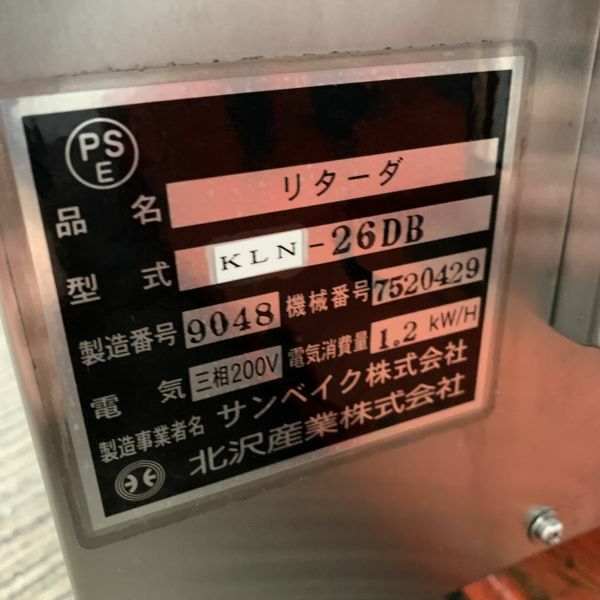 PS
E
品名 リターダ
型式 KLN-26DB
製造番号 9048 機械番号 7520429
電気 三相200V 電気消費量 1.2 kW/H
製造事業者名 サンベイク株式会社
北沢産業株式会社